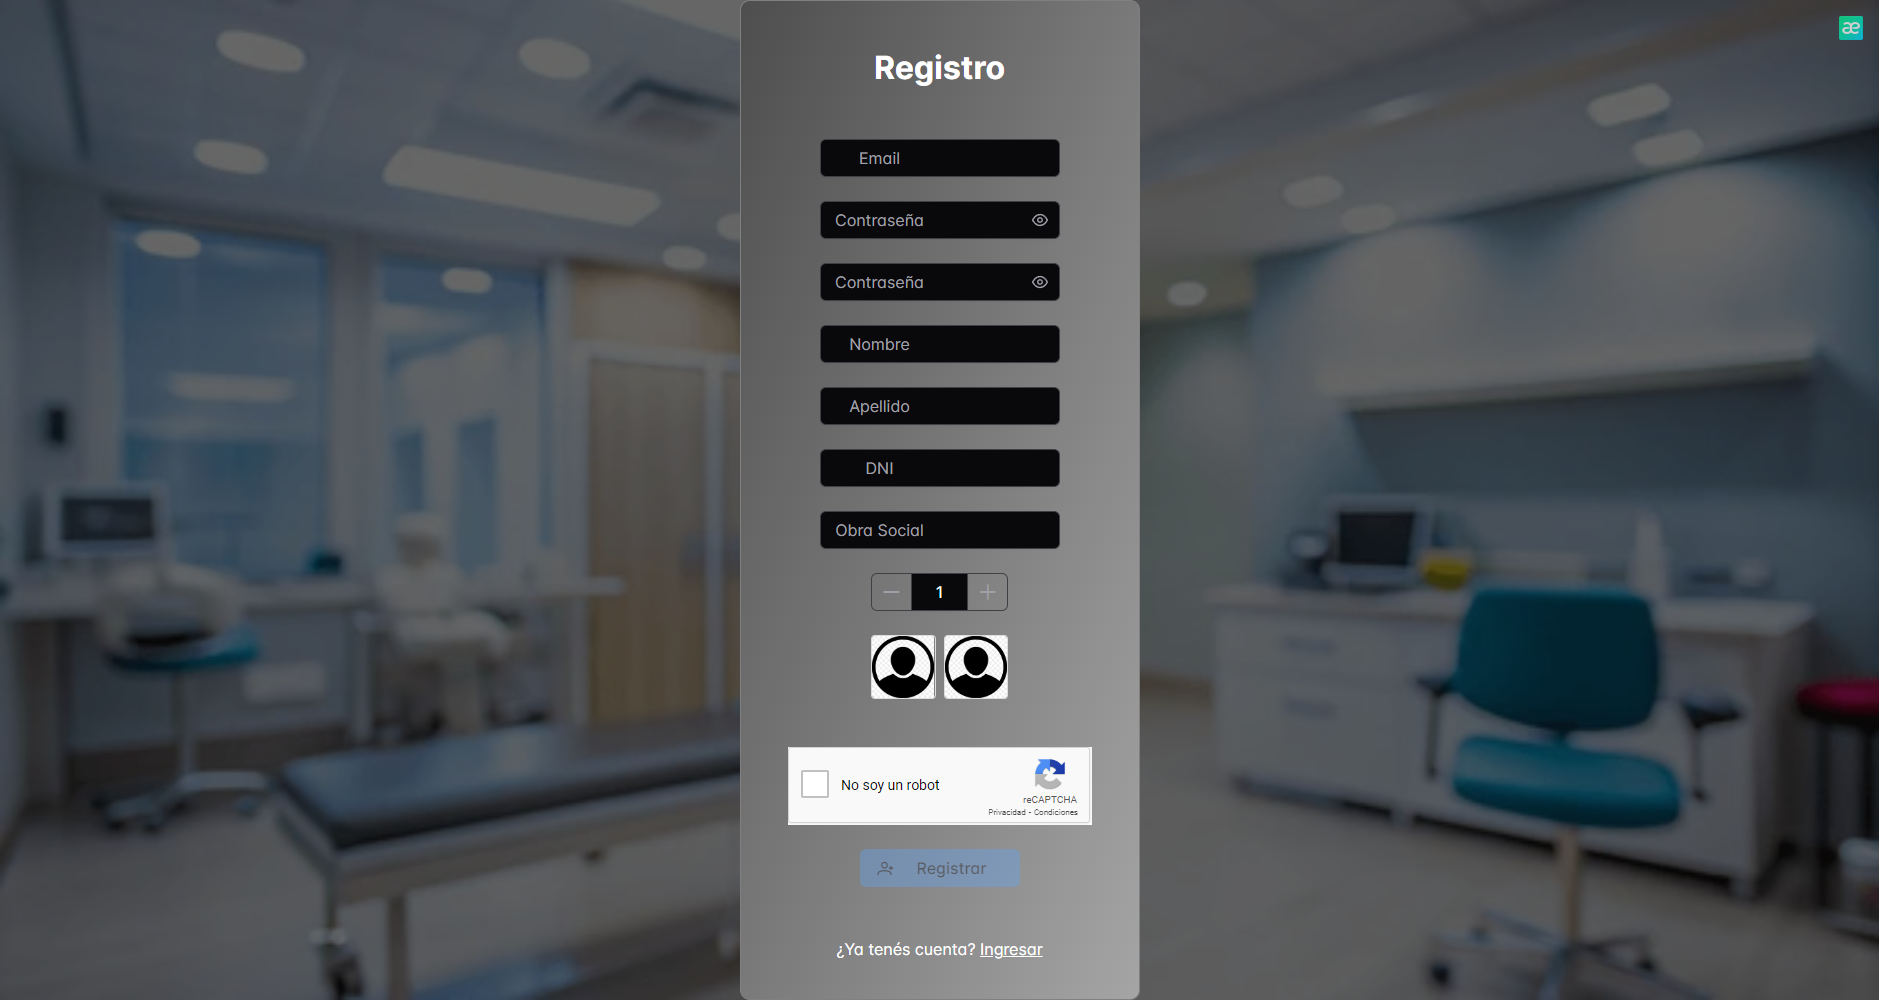 æ
Registro
Email
Contraseña
Contraseña
Nombre
Apellido
DNI
Obra Social
1
No soy un robot
reCAPTCHA
Privacidad - Condiciones
Registrar
¿Ya tenés cuenta? Ingresar